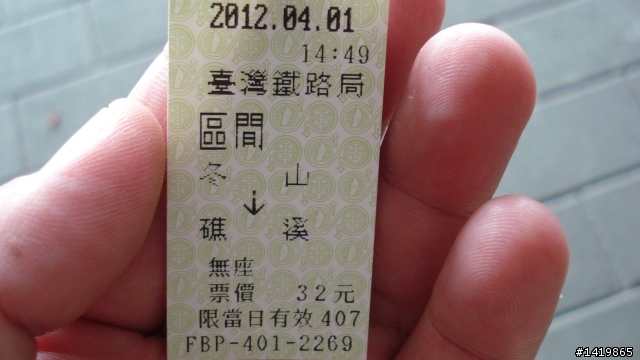 2012.04.01
14:49
臺灣鐵路局
區間
冬 山
↓
礁 溪
無座
票價 32元
限當日有效 407
FBP-401-2269
#1419865